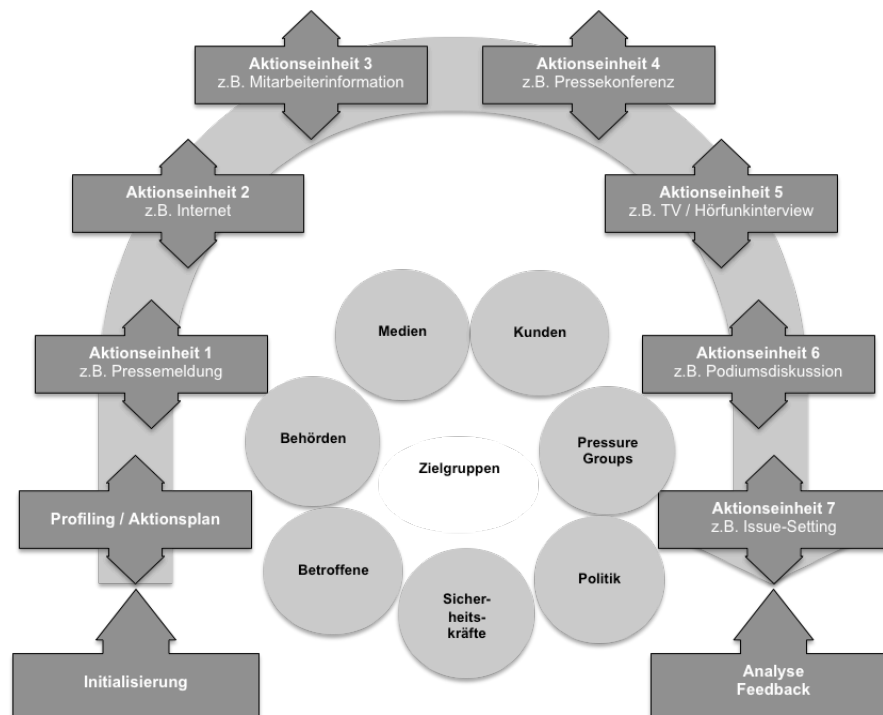 Aktionseinheit 3
z.B. Mitarbeiterinformation
Aktionseinheit 4
z.B. Pressekonferenz
Aktionseinheit 2
z.B. Internet
Aktionseinheit 5
z.B. TV / Hörfunkinterview
Medien
Kunden
Aktionseinheit 1
z.B. Pressemeldung
Aktionseinheit 6
z.B. Podiumsdiskussion
Behörden
Pressure
Groups
Zielgruppen
Profiling / Aktionsplan
Aktionseinheit 7
z.B. Issue-Setting
Betroffene
Politik
Sicher-
heits-
kräfte
Initialisierung
Analyse
Feedback